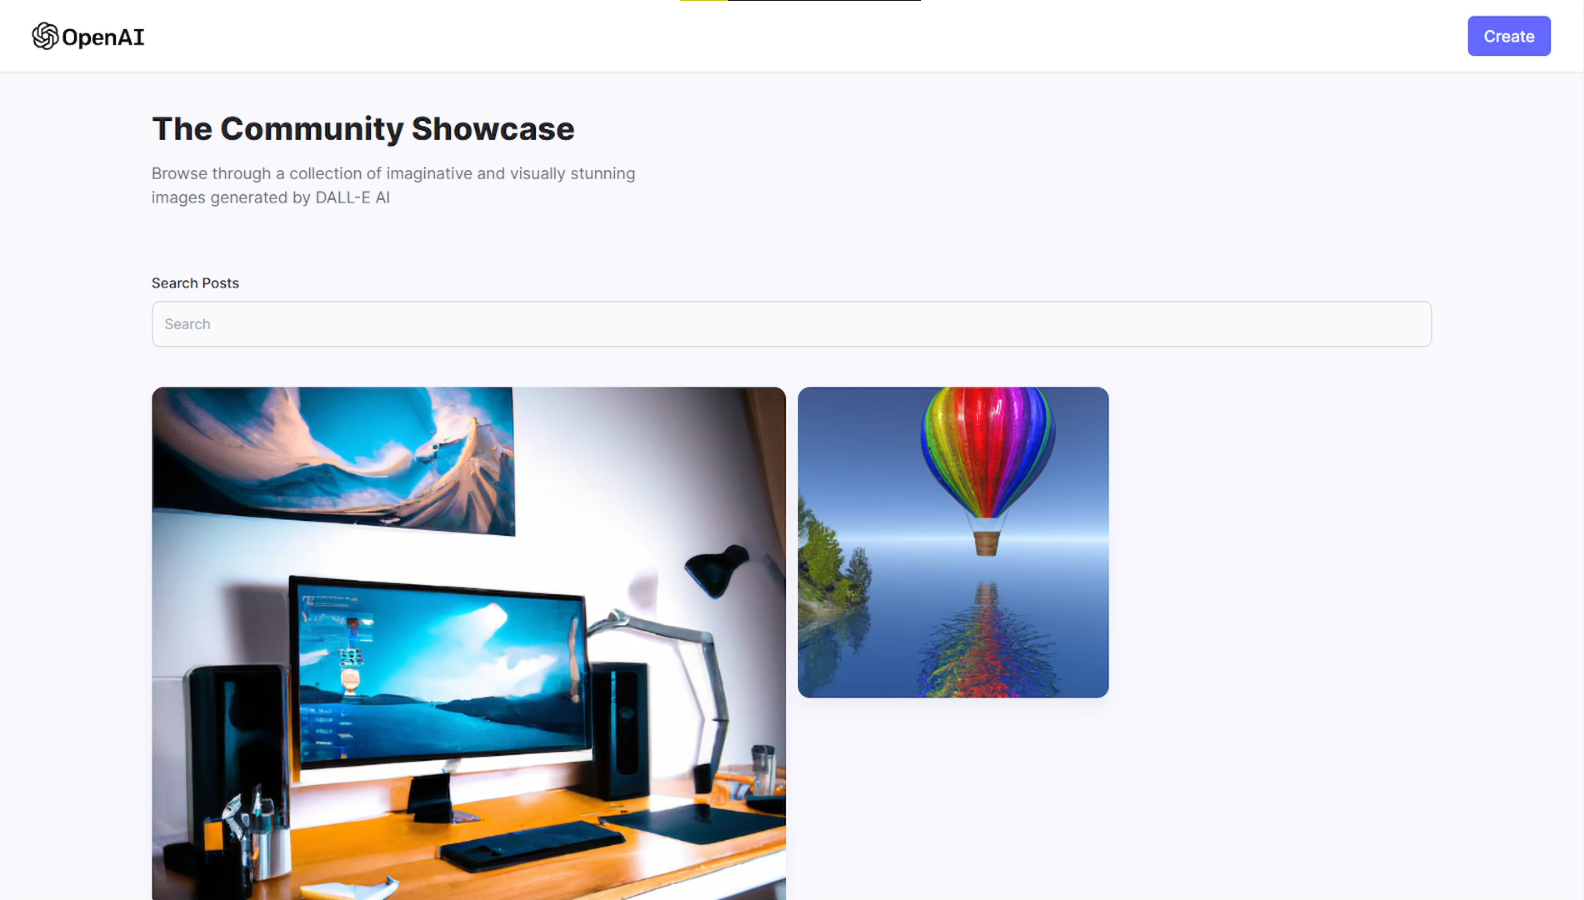 OpenAI
Create
The Community Showcase
Browse through a collection of imaginative and visually stunning
images generated by DALL-E AI
Search Posts
Search